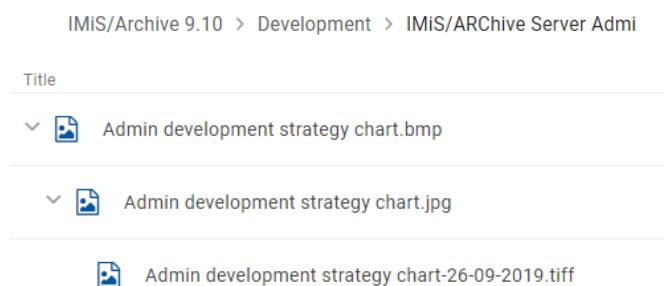 IMiS/Archive 9.10 > Development > IMiS/ARChive Server Admi
Title
Admin development strategy chart.bmp
Admin development strategy chart.jpg
Admin development strategy chart-26-09-2019.tiff